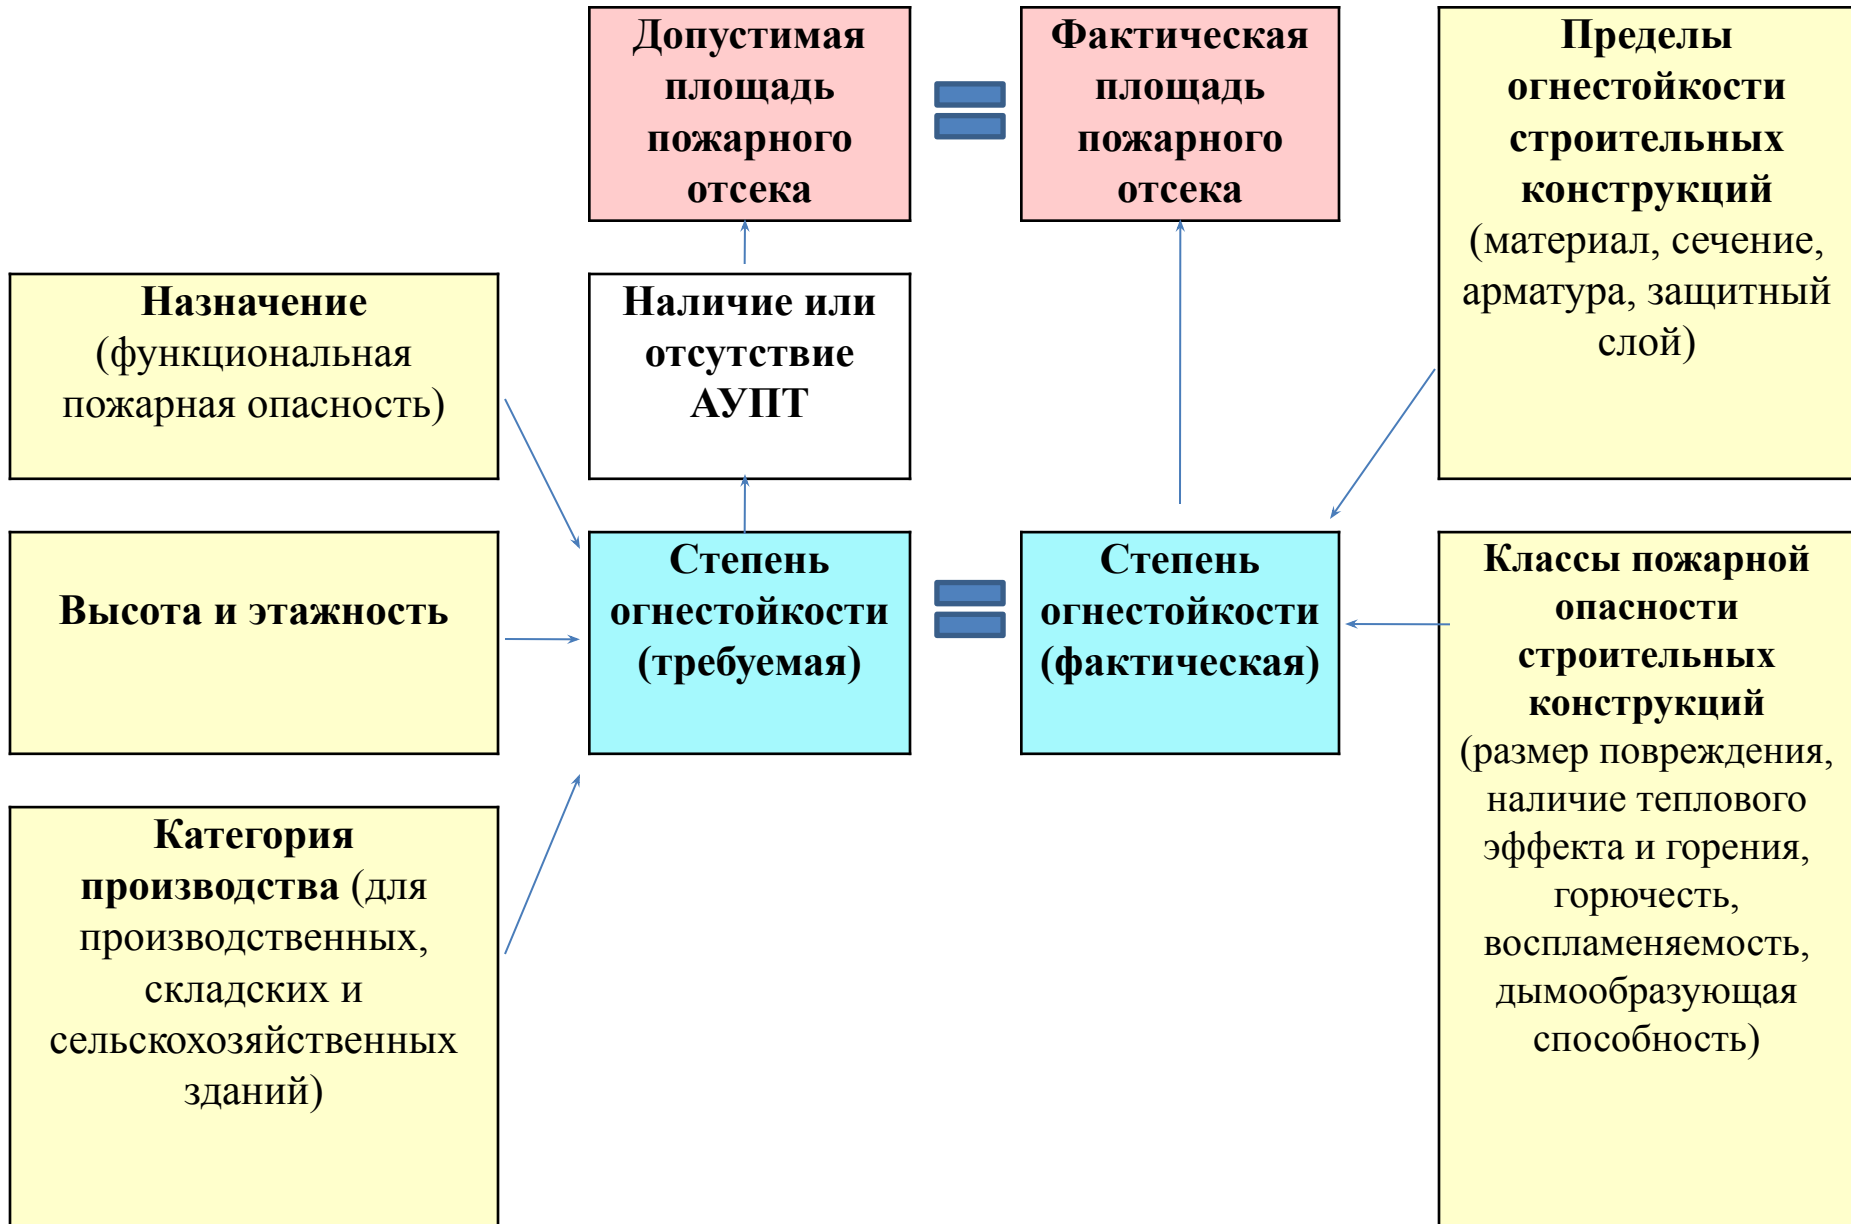 Допустимая
площадь
пожарного
отсека
Фактическая
площадь
пожарного
отсека
Пределы
огнестойкости
строительных
конструкций
(материал, сечение,
арматура, защитный
слой)
Назначение
(функциональная
пожарная опасность)
Наличие или
отсутствие
АУПТ
Высота и этажность
Степень
огнестойкости
(требуемая)
Степень
огнестойкости
(фактическая)
Классы пожарной
опасности
строительных
конструкций
(размер повреждения,
наличие теплового
эффекта и горения,
горючесть,
воспламеняемость,
дымообразующая
способность)
Категория
производства (для
производственных,
складских и
сельскохозяйственных
зданий)